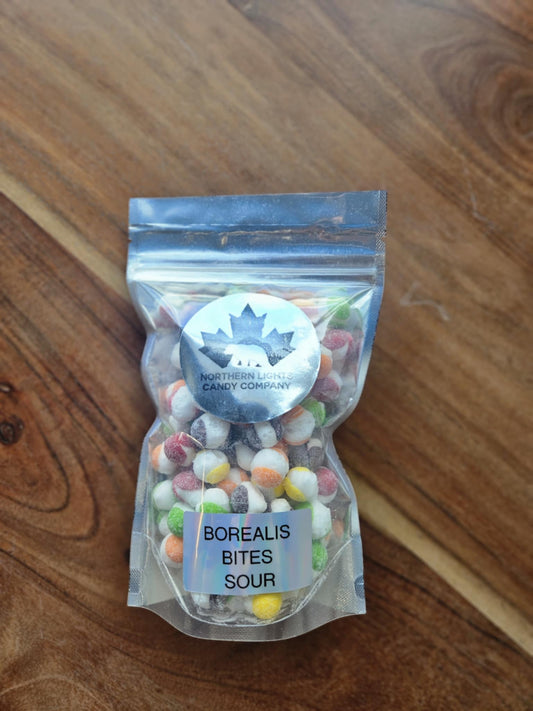 NORTHERN LIGHTS
CANDY COMPANY
BOREALIS
BITES
SOUR